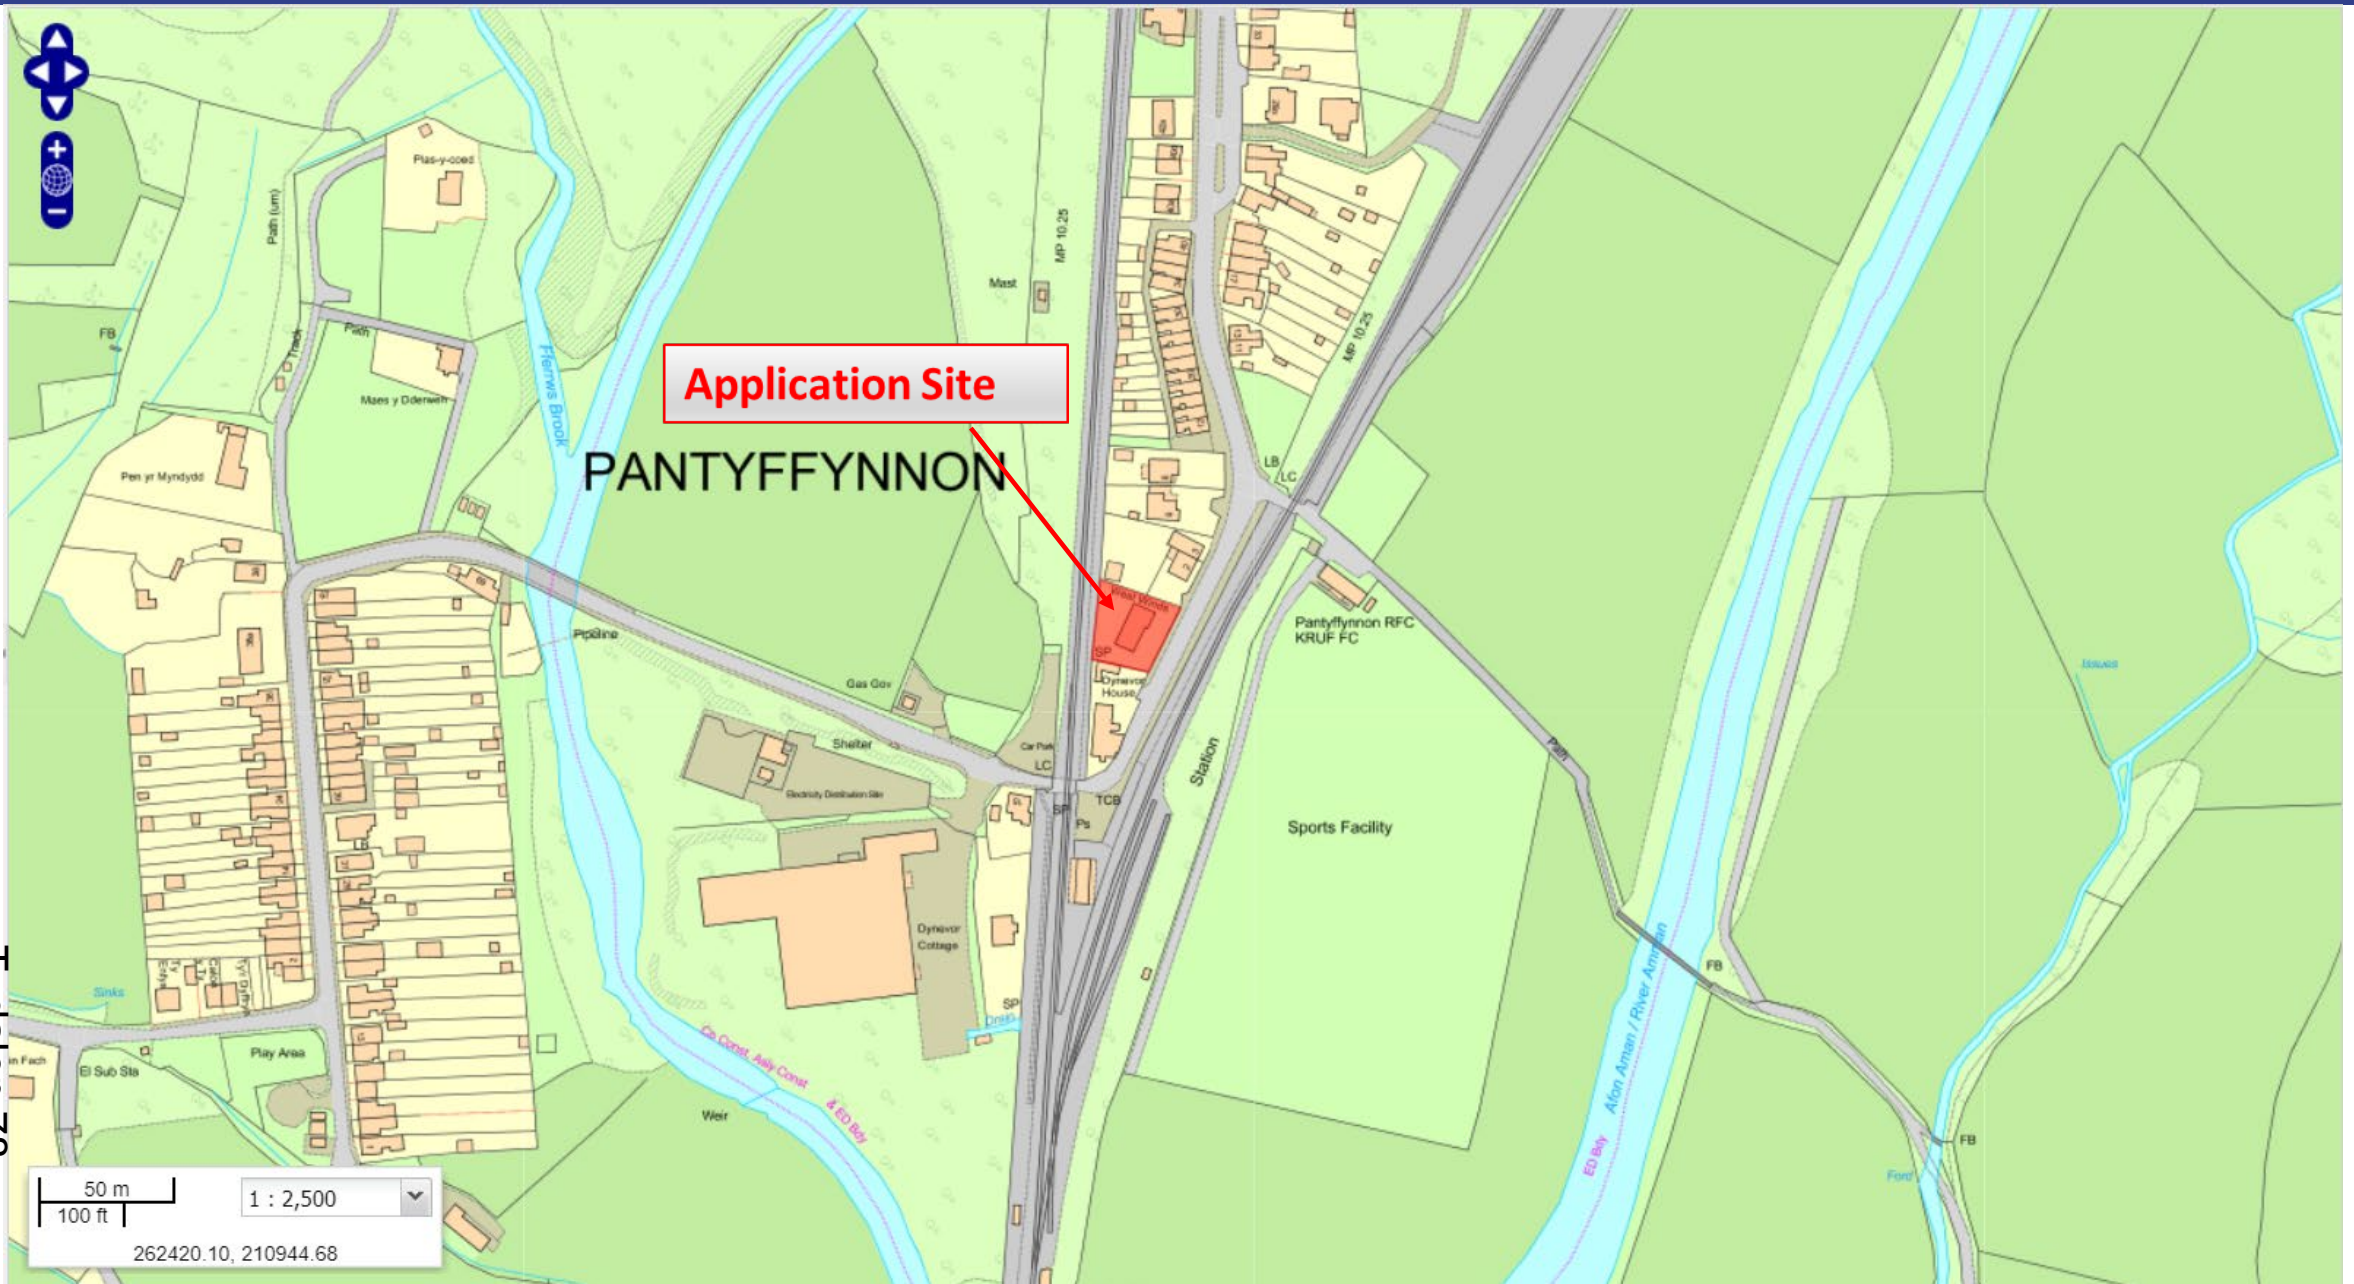 Plas-y-coed
Path (um)
MP 10.25
Mast
FB
Track
Path
Maes y Dderwen
Application Site
MP 10.25
PANTYFFYNNON
Pen yr Myndydd
LB
LC
West Winds
Pipeline
Pantyffynnon RFC
KRUF FC
SP
Dynevor
House
Issues
Gas Gov
Shelter
Car Park
LC
Station
Path
Electricity Distribution Site
SP
TCB
Ps
Sports Facility
Dynevor
Cottage
FB
Afon Aman / River Amman
Sinks
SP
Drain
Play Area
El Sub Sta
Co Const, Assly Const
& ED Bdy
Weir
ED Bdy
FB
Ford
50 m
100 ft
1 : 2,500
262420.10, 210944.68